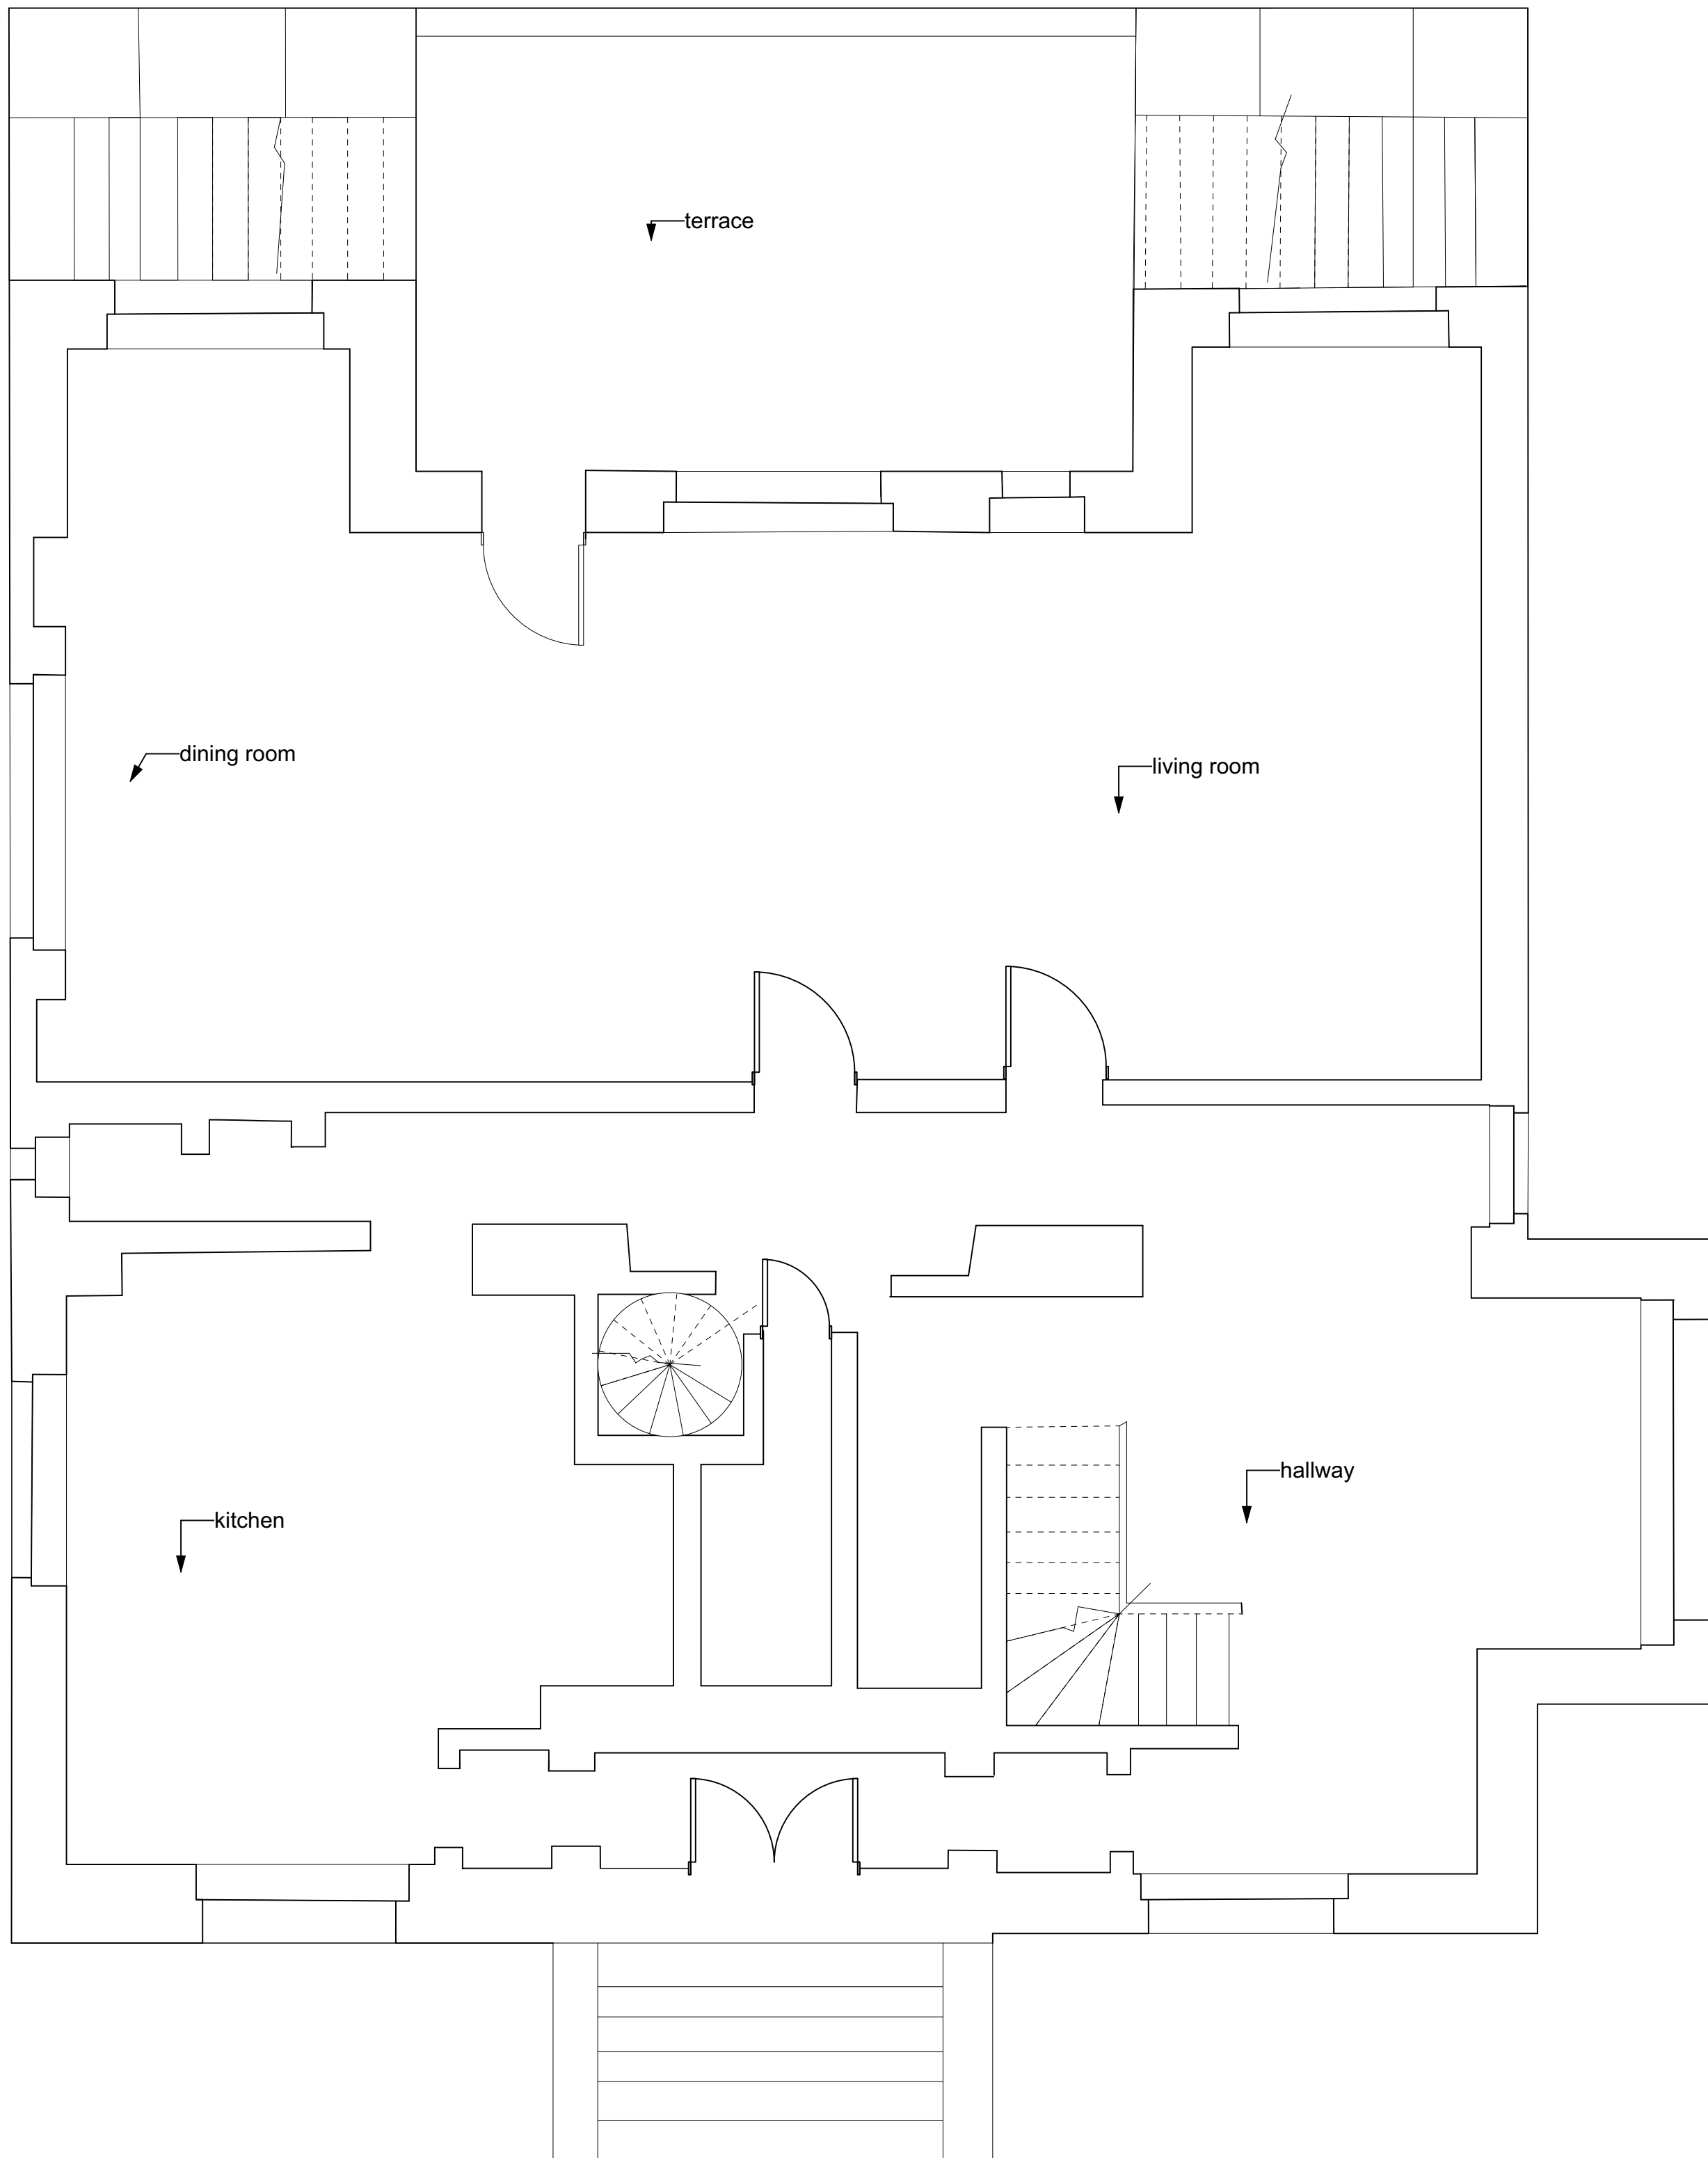 terrace
dining room
living room
hallway
kitchen